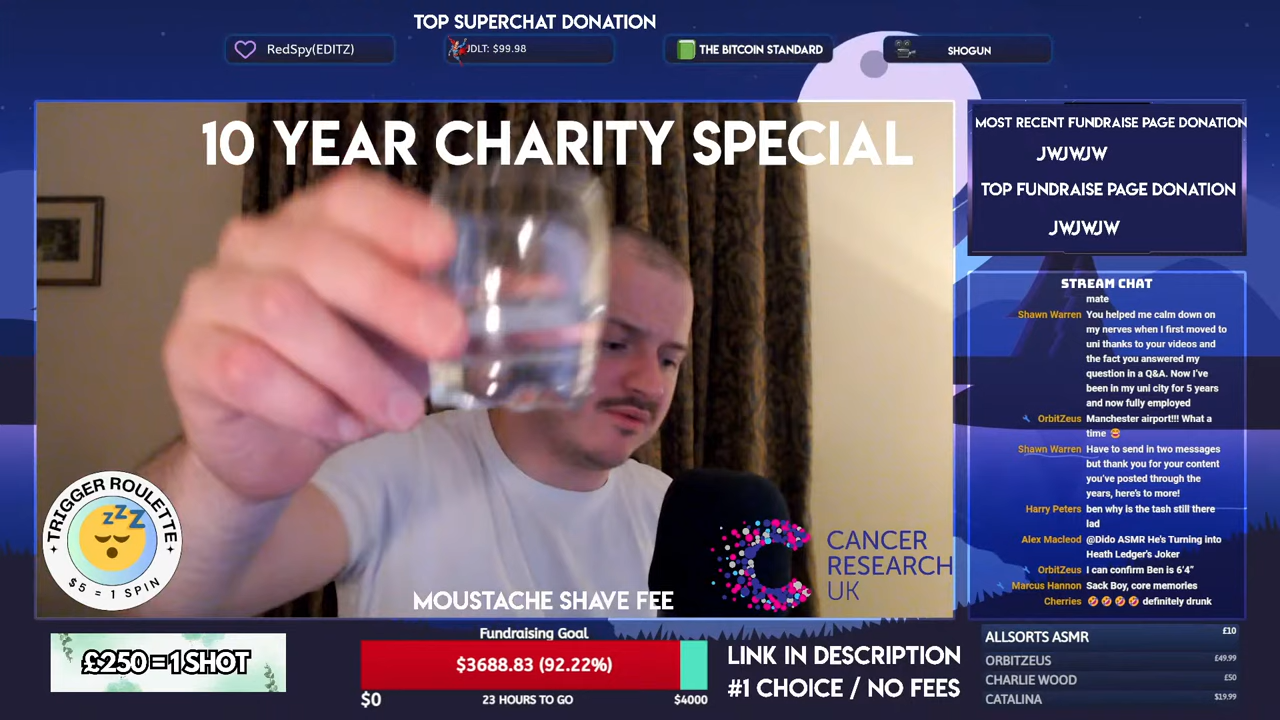 TOP SUPERCHAT DONATION
RedSpy(EDITZ)
JDLT: $99.98
THE BITCOIN STANDARD
SHOGUN
10 YEAR CHARITY SPECIAL
MOST RECENT FUNDRAISE PAGE DONATION
JWJWJW
TOP FUNDRAISE PAGE DONATION
JWJWJW
STREAM CHAT
mate
Shawn Warren You helped me calm down on
my nerves when I first moved to
uni thanks to your videos and
the fact you answered my
question in a Q&A. Now I've
been in my uni city for 5 years
and now fully employed
OrbitZeus Manchester airport!!! What a
time 🥰
Shawn Warren Have to send in two messages
but thank you for your content
you've posted through the
years, here's to more!
Harry Peters ben why is the tash still there
lad
Alex Macleod @Dido ASMR He's Turning into
Heath Ledger's Joker
OrbitZeus I can confirm Ben is 6'4"
Marcus Hannon Sack Boy, core memories
Cherries 🤣🤣🤣🤣 definitely drunk
TRIGGER ROULETTE
zzZ
$5 = 1 SPIN
CANCER
RESEARCH
UK
MOUSTACHE SHAVE FEE
£250 = 1 SHOT
Fundraising Goal
$3688.83 (92.22%)
$0
23 HOURS TO GO
$4000
LINK IN DESCRIPTION
#1 CHOICE / NO FEES
ALLSORTS ASMR £10
ORBITZEUS £49.99
CHARLIE WOOD £50
CATALINA $19.99